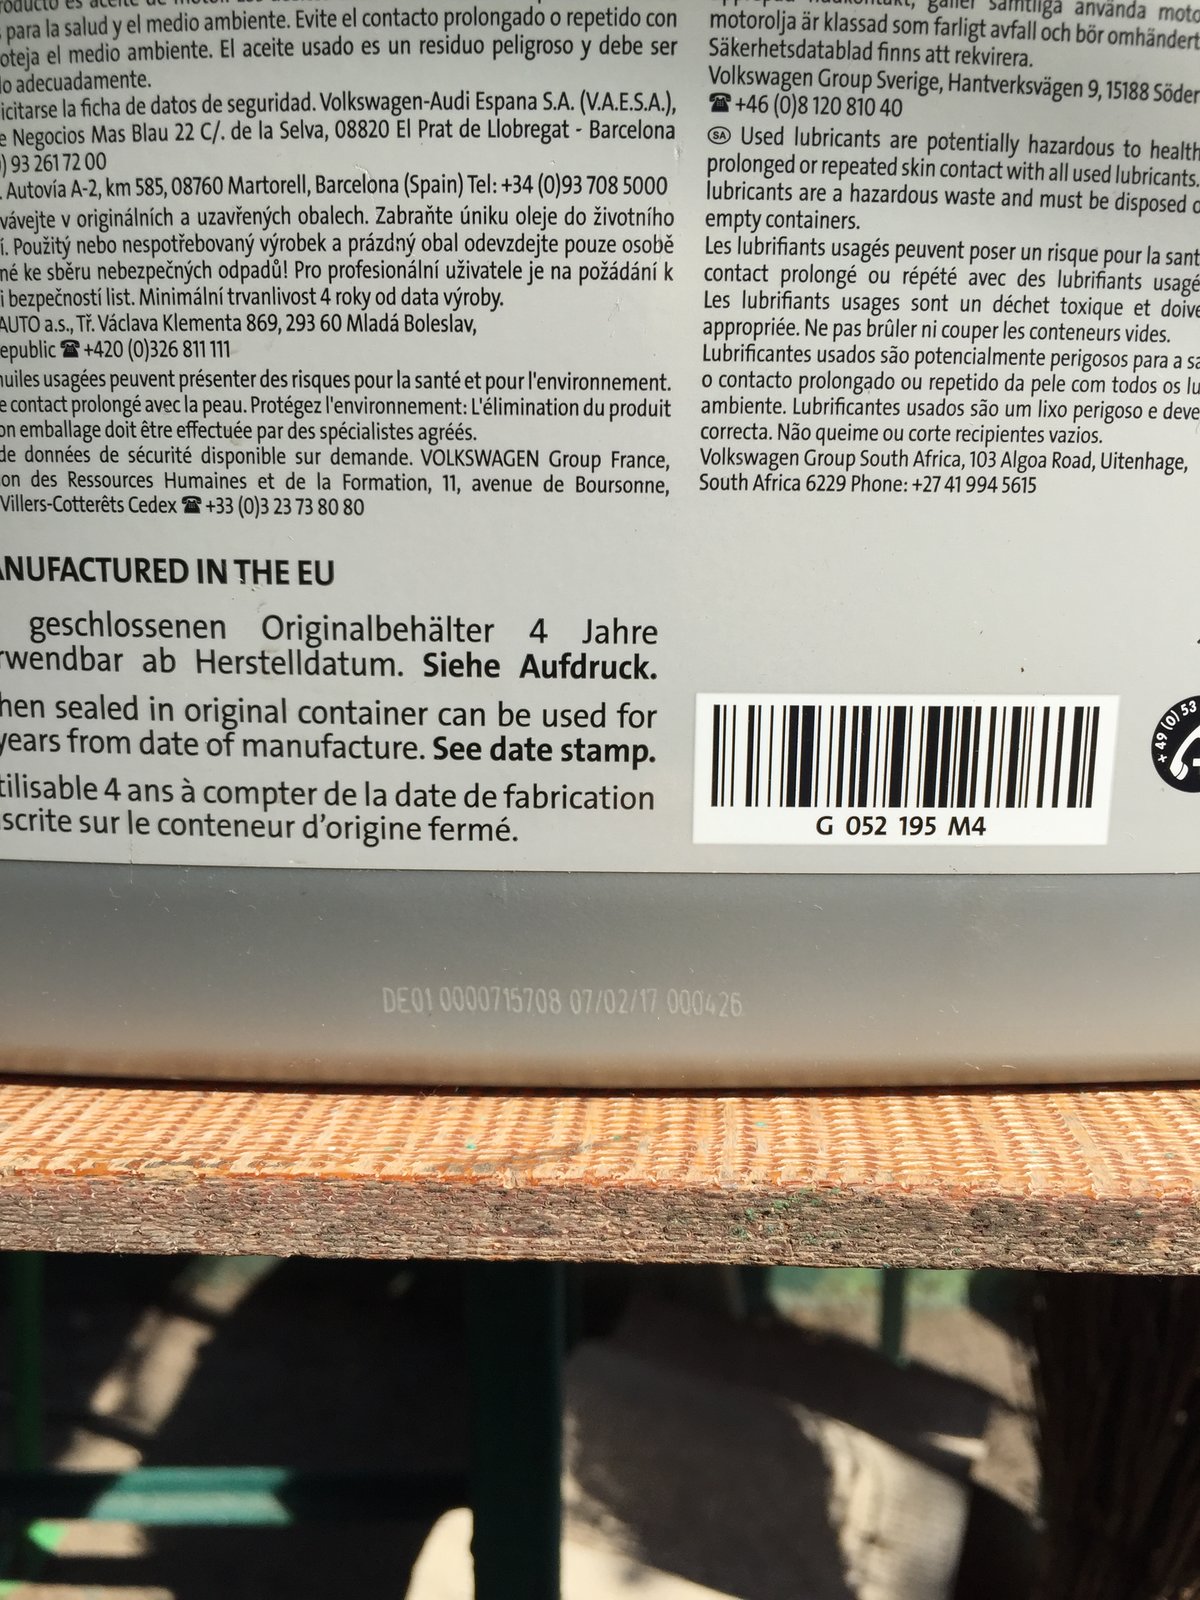 producto es aceite de
para la salud y el medio ambiente. Evite el contacto prolongado o repetido con
oteja el medio ambiente. El aceite usado es un residuo peligroso y debe ser
lo adecuadamente.
icitarse la ficha de datos de seguridad. Volkswagen-Audi Espana S.A. (V.A.E.S.A.),
e Negocios Mas Blau 22 C/. de la Selva, 08820 El Prat de Llobregat - Barcelona
) 93 261 72 00
. Autovía A-2, km 585, 08760 Martorell, Barcelona (Spain) Tel: +34 (0)93 708 5000
vávejte v originálních a uzavřených obalech. Zabraňte úniku oleje do životního
í. Použitý nebo nespotřebovaný výrobek a prázdný obal odevzdejte pouze osobě
né ke sběru nebezpečných odpadů! Pro profesionální uživatele je na požádání k
i bezpečností list. Minimální trvanlivost 4 roky od data výroby.
AUTO a.s., Tř. Václava Klementa 869, 293 60 Mladá Boleslav,
epublic ☎ +420 (0)326 811 111
huiles usagées peuvent présenter des risques pour la santé et pour l'environnement.
e contact prolongé avec la peau. Protégez l'environnement: L'élimination du produit
on emballage doit être effectuée par des spécialistes agréés.
de données de sécurité disponible sur demande. VOLKSWAGEN Group France,
on des Ressources Humaines et de la Formation, 11, avenue de Boursonne,
Villers-Cotterêts Cedex ☎ +33 (0)3 23 73 80 80
ANUFACTURED IN THE EU
geschlossenen Originalbehälter 4 Jahre
rwendbar ab Herstelldatum. Siehe Aufdruck.
hen sealed in original container can be used for
years from date of manufacture. See date stamp.
tilisable 4 ans à compter de la date de fabrication
scrite sur le conteneur d'origine fermé.
samtliga använda moto
motorolja är klassad som farligt avfall och bör omhändert
Säkerhetsdatablad finns att rekvirera.
Volkswagen Group Sverige, Hantverksvägen 9, 15188 Söder
☎ +46 (0)8 120 810 40
SA Used lubricants are potentially hazardous to health
prolonged or repeated skin contact with all used lubricants.
lubricants are a hazardous waste and must be disposed o
empty containers.
Les lubrifiants usagés peuvent poser un risque pour la sant
contact prolongé ou répété avec des lubrifiants usagé
Les lubrifiants usages sont un déchet toxique et doive
appropriée. Ne pas brûler ni couper les conteneurs vides.
Lubrificantes usados são potencialmente perigosos para a sa
o contacto prolongado ou repetido da pele com todos os lu
ambiente. Lubrificantes usados são um lixo perigoso e deve
correcta. Não queime ou corte recipientes vazios.
Volkswagen Group South Africa, 103 Algoa Road, Uitenhage,
South Africa 6229 Phone: +27 41 994 5615
G 052 195 M4
+ 49 (0) 53
DE01 0000715708 07/02/17 000426